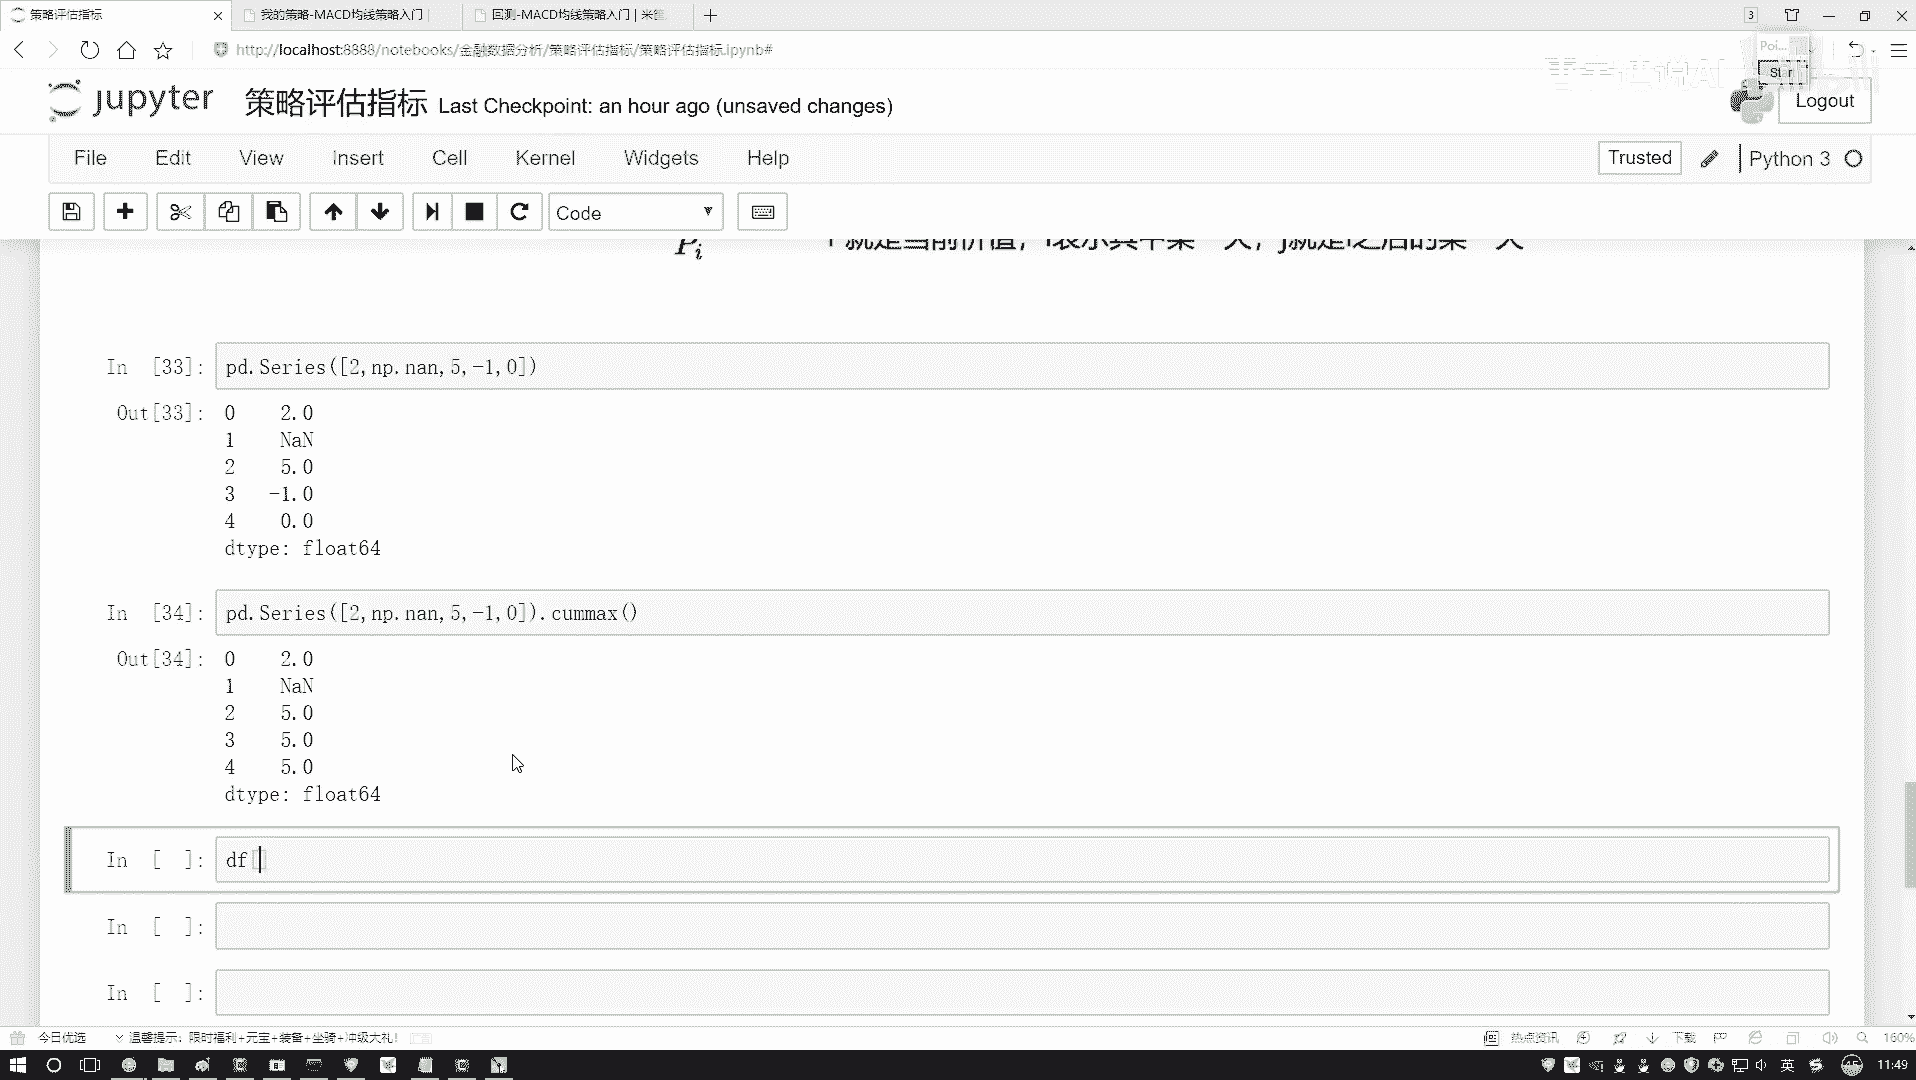 策略评估指标
我的策略-MACD均线策略入门
回测-MACD均线策略入门 | 米筐
3
http://localhost:8888/notebooks/金融数据分析/策略评估指标/策略评估指标.ipynb#
Poi...
Star
jupyter 策略评估指标 Last Checkpoint: an hour ago (unsaved changes)
Logout
File Edit View Insert Cell Kernel Widgets Help
Trusted Python 3
Code
In [33]: pd.Series([2,np.nan,5,-1,0])
Out[33]: 0 2.0
1 NaN
2 5.0
3 -1.0
4 0.0
dtype: float64
In [34]: pd.Series([2,np.nan,5,-1,0]).cummax()
Out[34]: 0 2.0
1 NaN
2 5.0
3 5.0
4 5.0
dtype: float64
In [ ]: df
In [ ]:
In [ ]:
今日优选 温馨提示: 限时福利+元宝+装备+坐骑+冲级大礼! 热点资讯 下载 160%
英 45 11:49